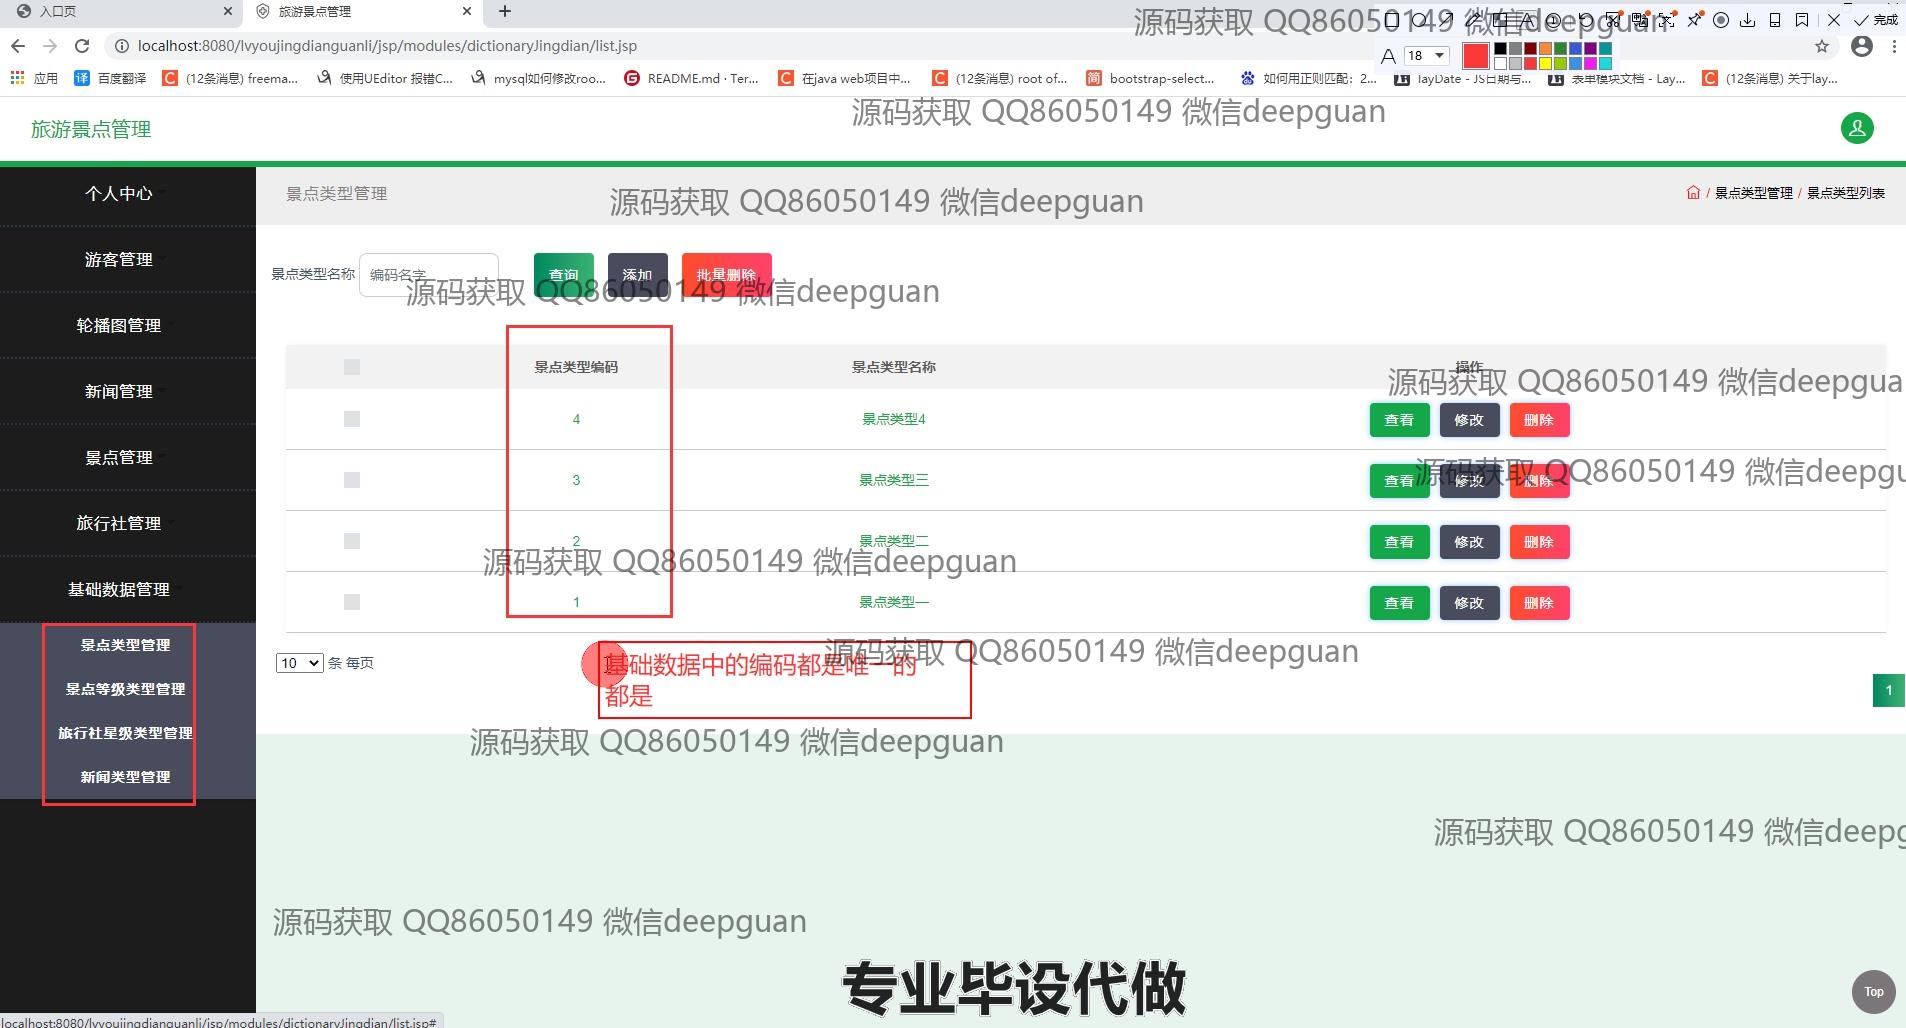 入口页
旅游景点管理
源码获取 QQ86050149 微信deepguan
完成
localhost:8080/lvyoujingdianguanli/jsp/modules/dictionaryJingdian/list.jsp
A 18
应用
百度翻译
(12条消息) freema...
使用UEditor 报错C...
mysql如何修改roo...
README.md · Ter...
在java web项目中...
(12条消息) root of...
bootstrap-select...
如何用正则匹配：2...
layDate - JS日期与...
表单模块文档 - Lay...
(12条消息) 关于lay...
源码获取 QQ86050149 微信deepguan
旅游景点管理
个人中心
游客管理
轮播图管理
新闻管理
景点管理
旅行社管理
基础数据管理
景点类型管理
景点等级类型管理
旅行社星级类型管理
新闻类型管理
景点类型管理
源码获取 QQ86050149 微信deepguan
/ 景点类型管理 / 景点类型列表
景点类型名称 编码名字 查询 添加 批量删除
源码获取 QQ86050149 微信deepguan
景点类型编码 景点类型名称 操作
源码获取 QQ86050149 微信deepgua
4 景点类型4 查看 修改 删除
3 景点类型三 查看 修改 删除
源码获取 QQ86050149 微信deepgu
2 景点类型二 查看 修改 删除
源码获取 QQ86050149 微信deepguan
1 景点类型一 查看 修改 删除
10 条 每页
源码获取 QQ86050149 微信deepguan
基础数据中的编码都是唯一的
都是
1
源码获取 QQ86050149 微信deepguan
源码获取 QQ86050149 微信deepg
源码获取 QQ86050149 微信deepguan
专业毕设代做
Top
localhost:8080/lvyoujingdianguanli/jsp/modules/dictionaryJingdian/list.jsp#